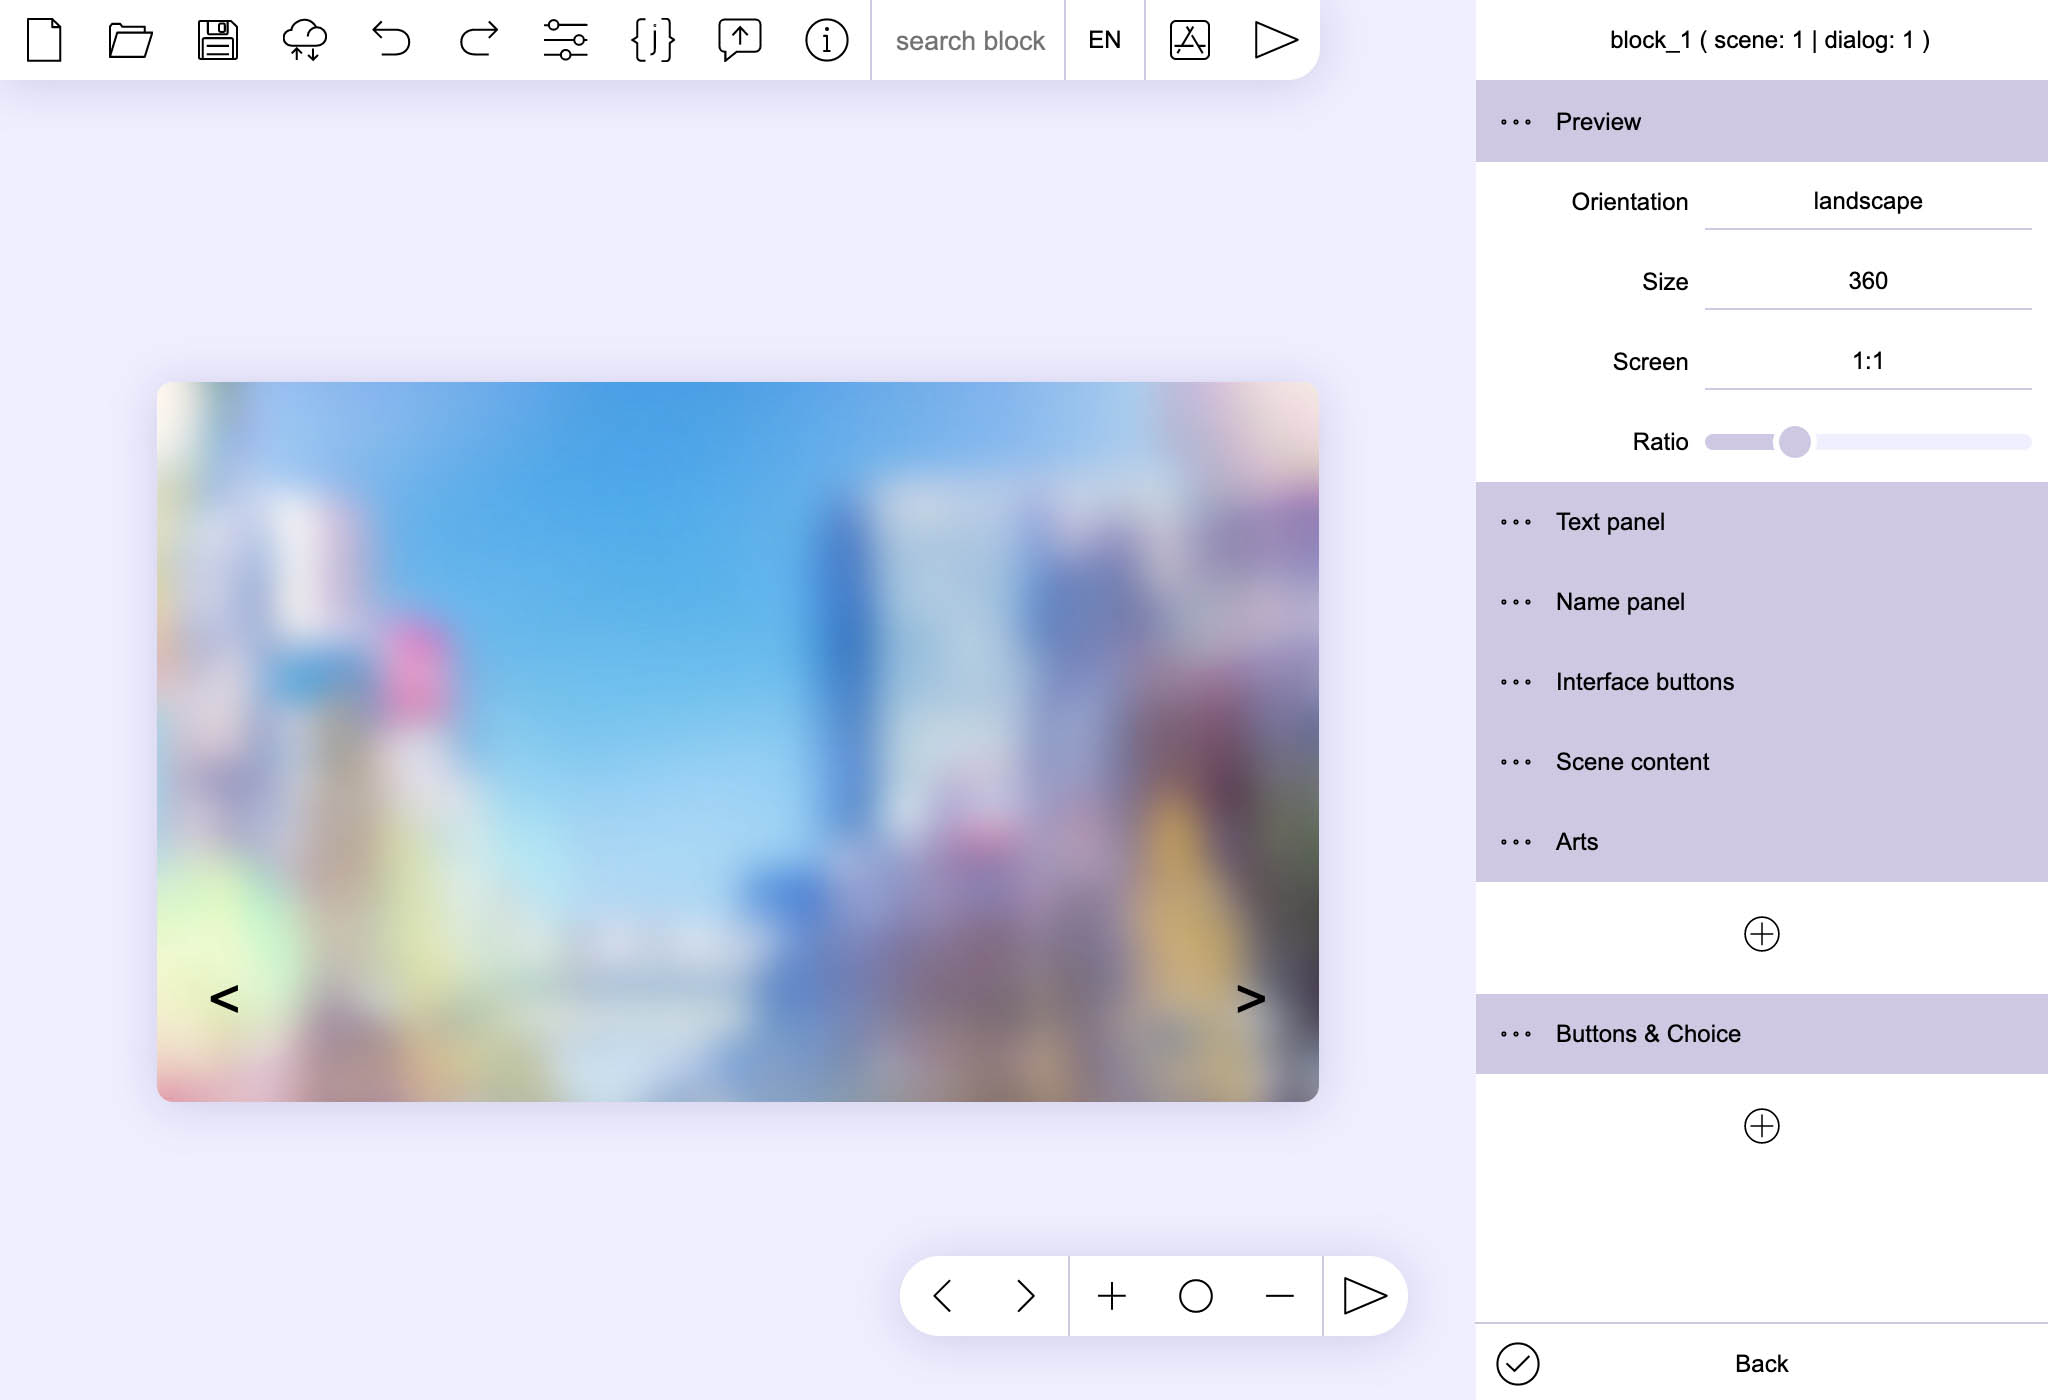 {j}
search block
EN
block_1 ( scene: 1 | dialog: 1 )
Preview
Orientation
landscape
Size
360
Screen
1:1
Ratio
Text panel
Name panel
Interface buttons
Scene content
Arts
Buttons & Choice
< >
Back